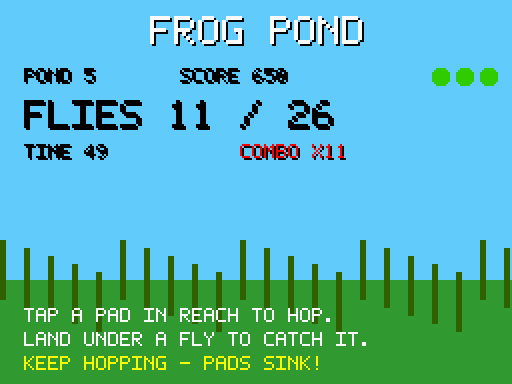 FROG POND
POND 5 SCORE 650
FLIES 11 / 26
TIME 49 COMBO X11
TAP A PAD IN REACH TO HOP.
LAND UNDER A FLY TO CATCH IT.
KEEP HOPPING - PADS SINK!